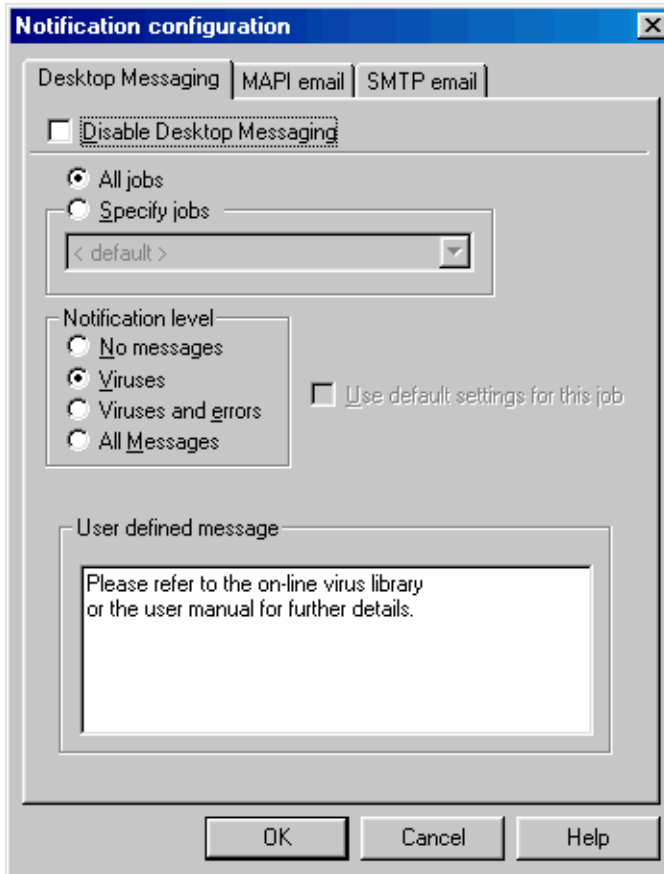 Notification configuration
Desktop Messaging MAPI email SMTP email
Disable Desktop Messaging
All jobs
Specify jobs
< default >
Notification level
No messages
Viruses
Viruses and errors
All Messages
Use default settings for this job
User defined message
Please refer to the on-line virus library
or the user manual for further details.
OK Cancel Help